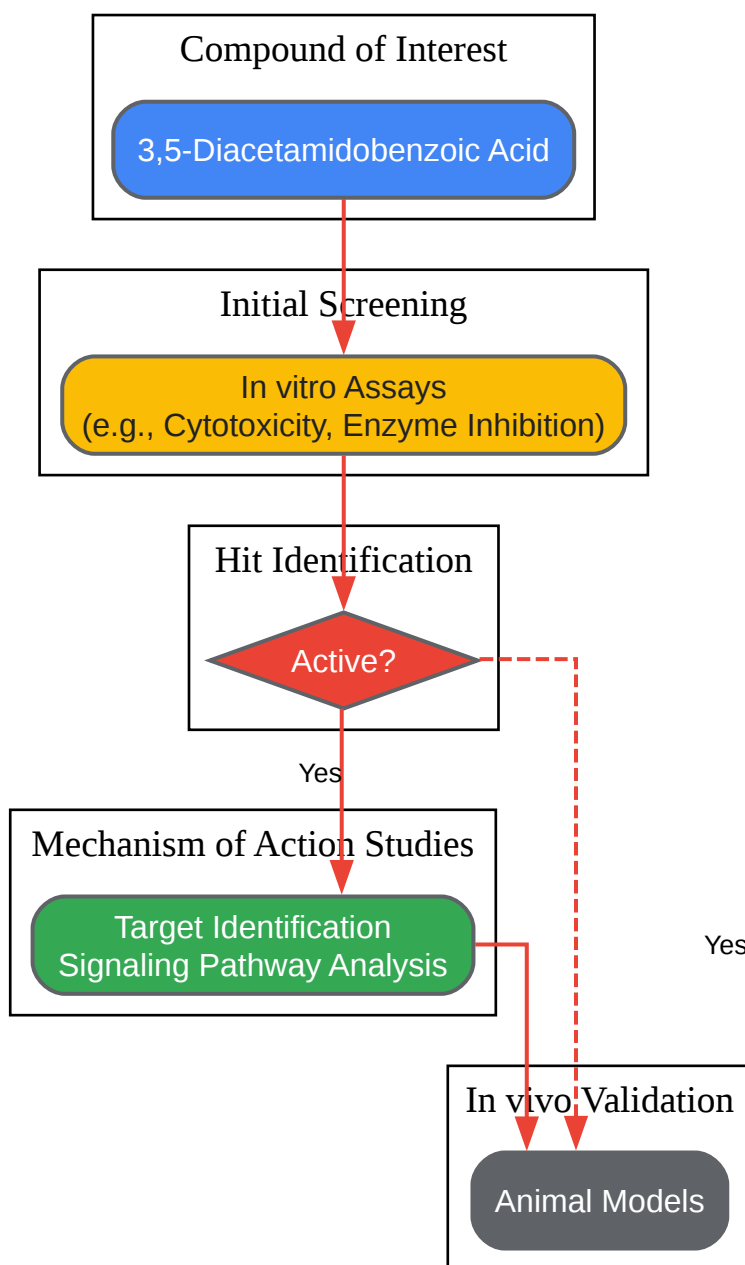 Compound of Interest
3,5-Diacetamidobenzoic Acid
Initial Screening
In vitro Assays
(e.g., Cytotoxicity, Enzyme Inhibition)
Hit Identification
Active?
Yes
Mechanism of Action Studies
Target Identification
Signaling Pathway Analysis
Yes
In vivo Validation
Animal Models